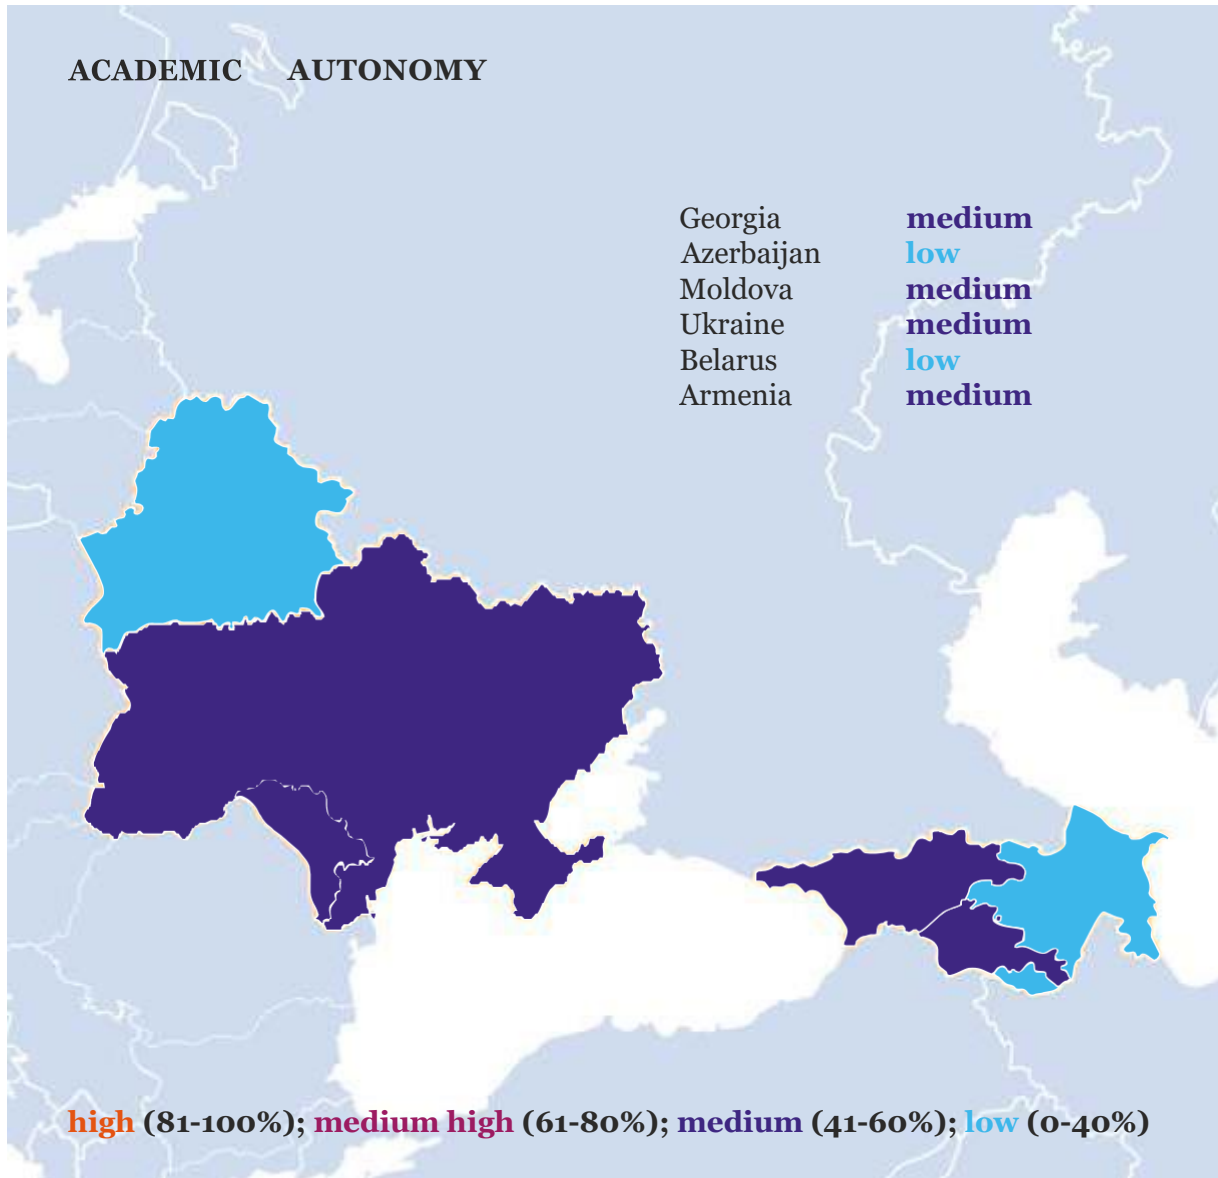 ACADEMIC AUTONOMY
Georgia medium
Azerbaijan low
Moldova medium
Ukraine medium
Belarus low
Armenia medium
high (81-100%); medium high (61-80%); medium (41-60%); low (0-40%)